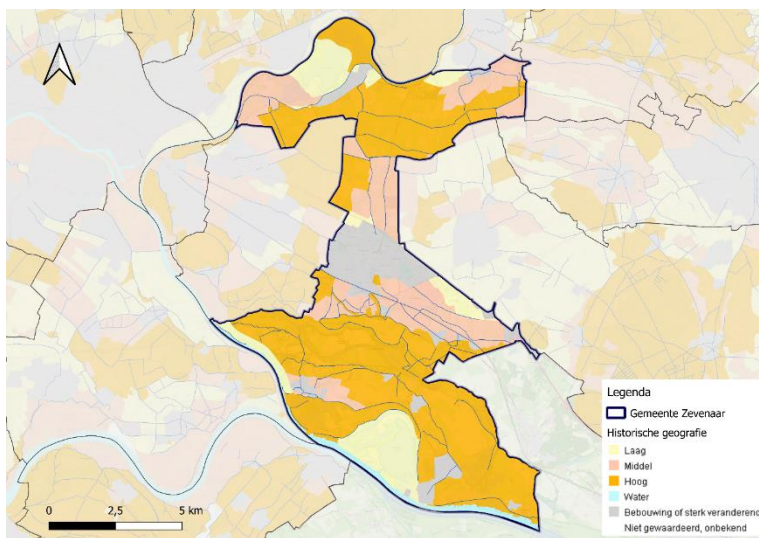 Legenda
Gemeente Zevenaar
Historische geografie
Laag
Middel
Hoog
Water
Bebouwing of sterk veranderend
Niet gewaardeerd, onbekend
0 2,5 5 km